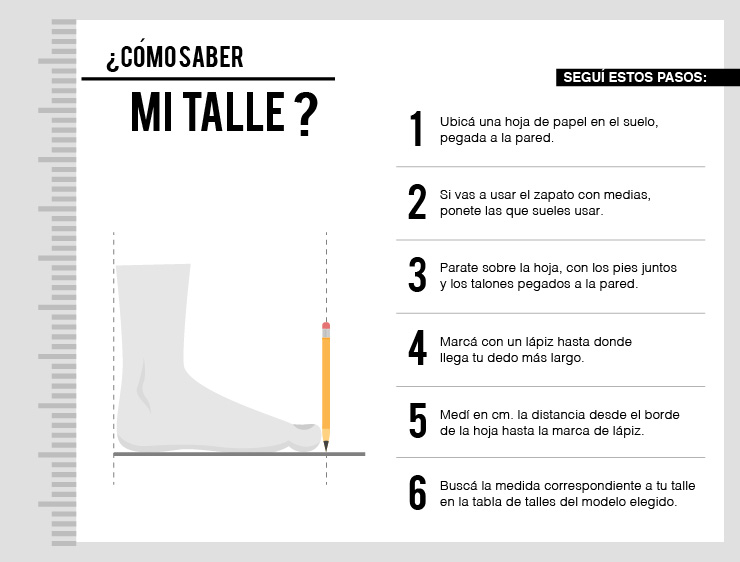 ¿CÓMO SABER
MI TALLE ?
SEGUÍ ESTOS PASOS:
1 Ubicá una hoja de papel en el suelo,
pegada a la pared.
2 Si vas a usar el zapato con medias,
ponete las que sueles usar.
3 Parate sobre la hoja, con los pies juntos
y los talones pegados a la pared.
4 Marcá con un lápiz hasta donde
llega tu dedo más largo.
5 Medí en cm. la distancia desde el borde
de la hoja hasta la marca de lápiz.
6 Buscá la medida correspondiente a tu talle
en la tabla de talles del modelo elegido.